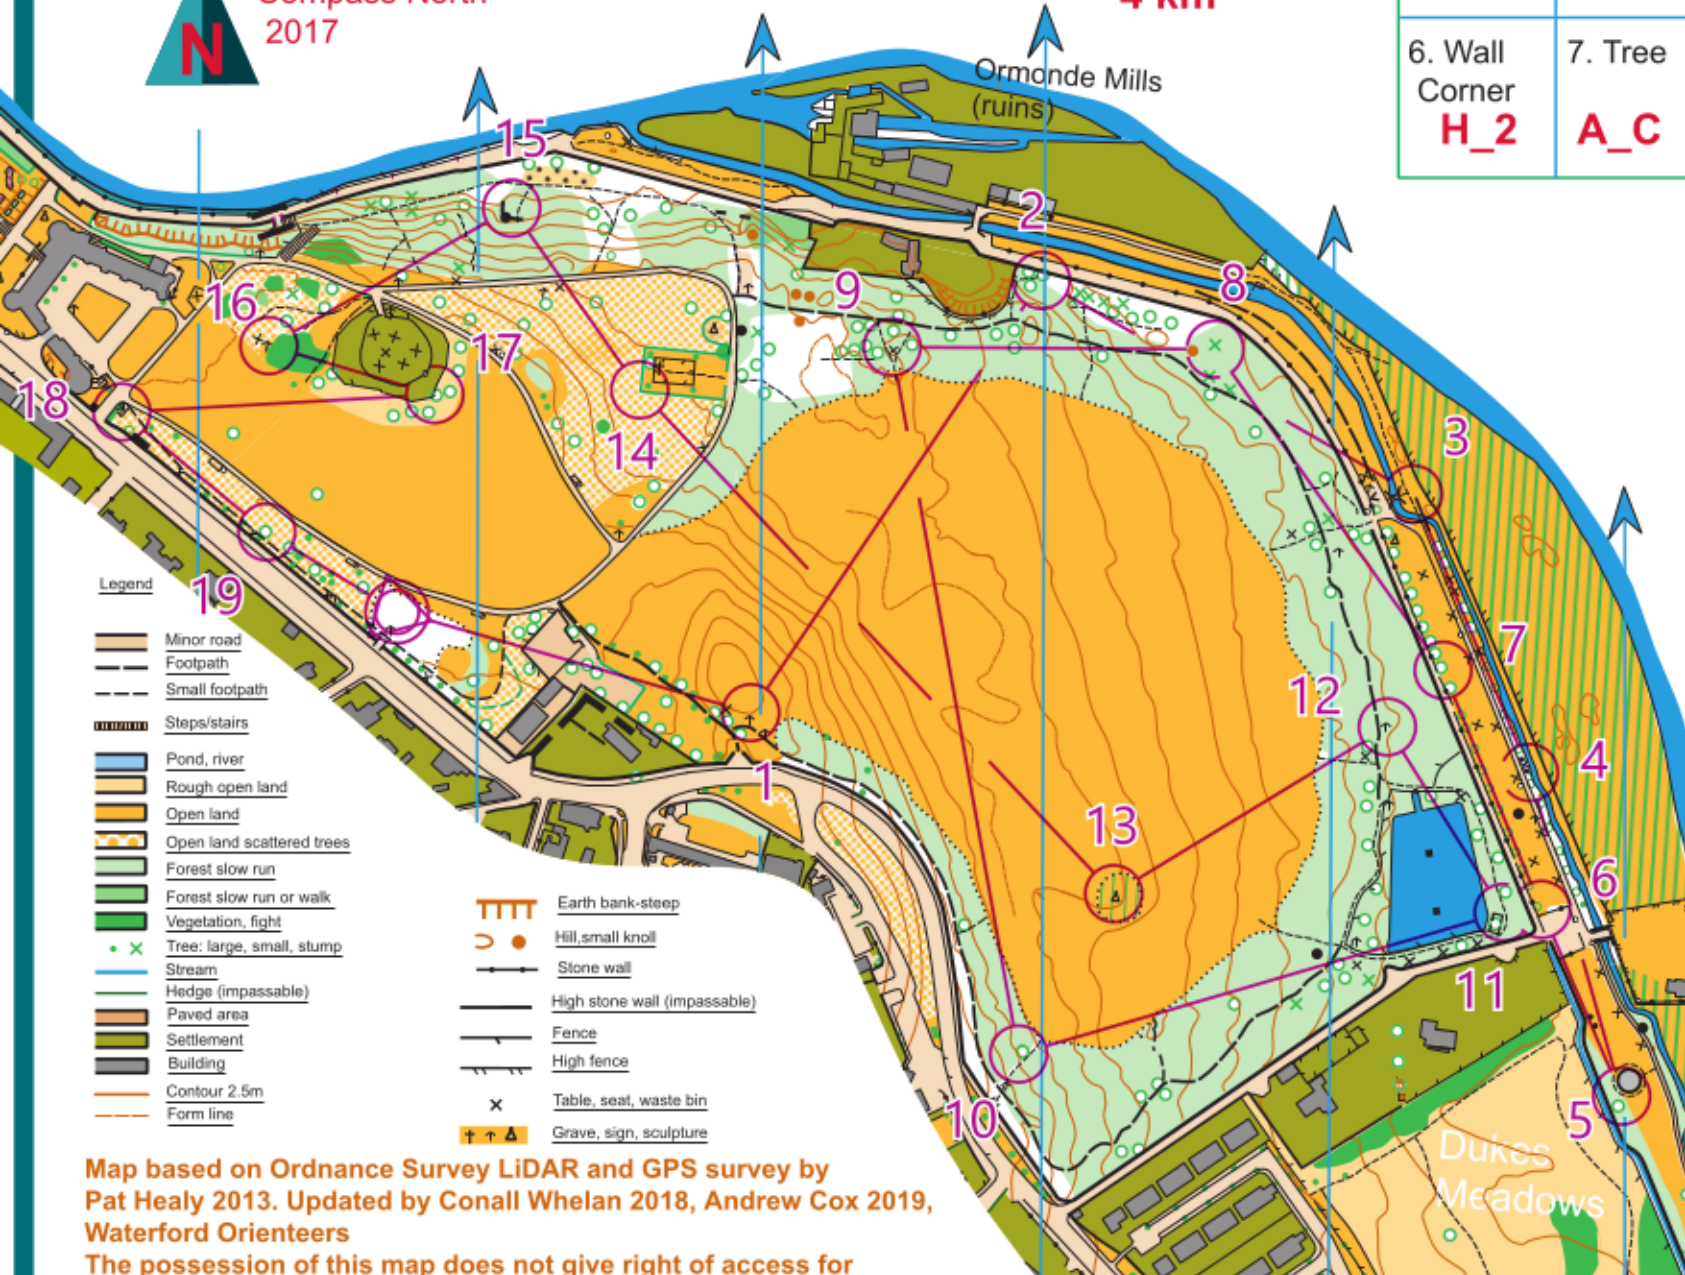 Compass North
2017
N
4 km
6. Wall
Corner
H_2
7. Tree
A_C
Ormonde Mills
(ruins)
15
2
16
9
8
17
18
3
14
19
7
12
4
1
13
6
11
10
5
Dukes
Meadows
Legend
Minor road
Footpath
Small footpath
Steps/stairs
Pond, river
Rough open land
Open land
Open land scattered trees
Forest slow run
Forest slow run or walk
Vegetation, fight
Tree: large, small, stump
Stream
Hedge (impassable)
Paved area
Settlement
Building
Contour 2.5m
Form line
Earth bank-steep
Hill,small knoll
Stone wall
High stone wall (impassable)
Fence
High fence
Table, seat, waste bin
Grave, sign, sculpture
Map based on Ordnance Survey LiDAR and GPS survey by
Pat Healy 2013. Updated by Conall Whelan 2018, Andrew Cox 2019,
Waterford Orienteers
The possession of this map does not give right of access for